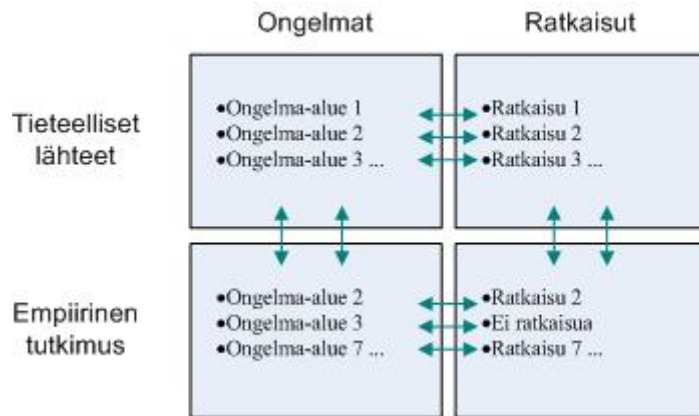 Ongelmat
Ratkaisut
Tieteelliset
lähteet
•Ongelma-alue 1
•Ongelma-alue 2
•Ongelma-alue 3 ...
•Ratkaisu 1
•Ratkaisu 2
•Ratkaisu 3 ...
Empiirinen
tutkimus
•Ongelma-alue 2
•Ongelma-alue 3
•Ongelma-alue 7 ...
•Ratkaisu 2
•Ei ratkaisua
•Ratkaisu 7 ...